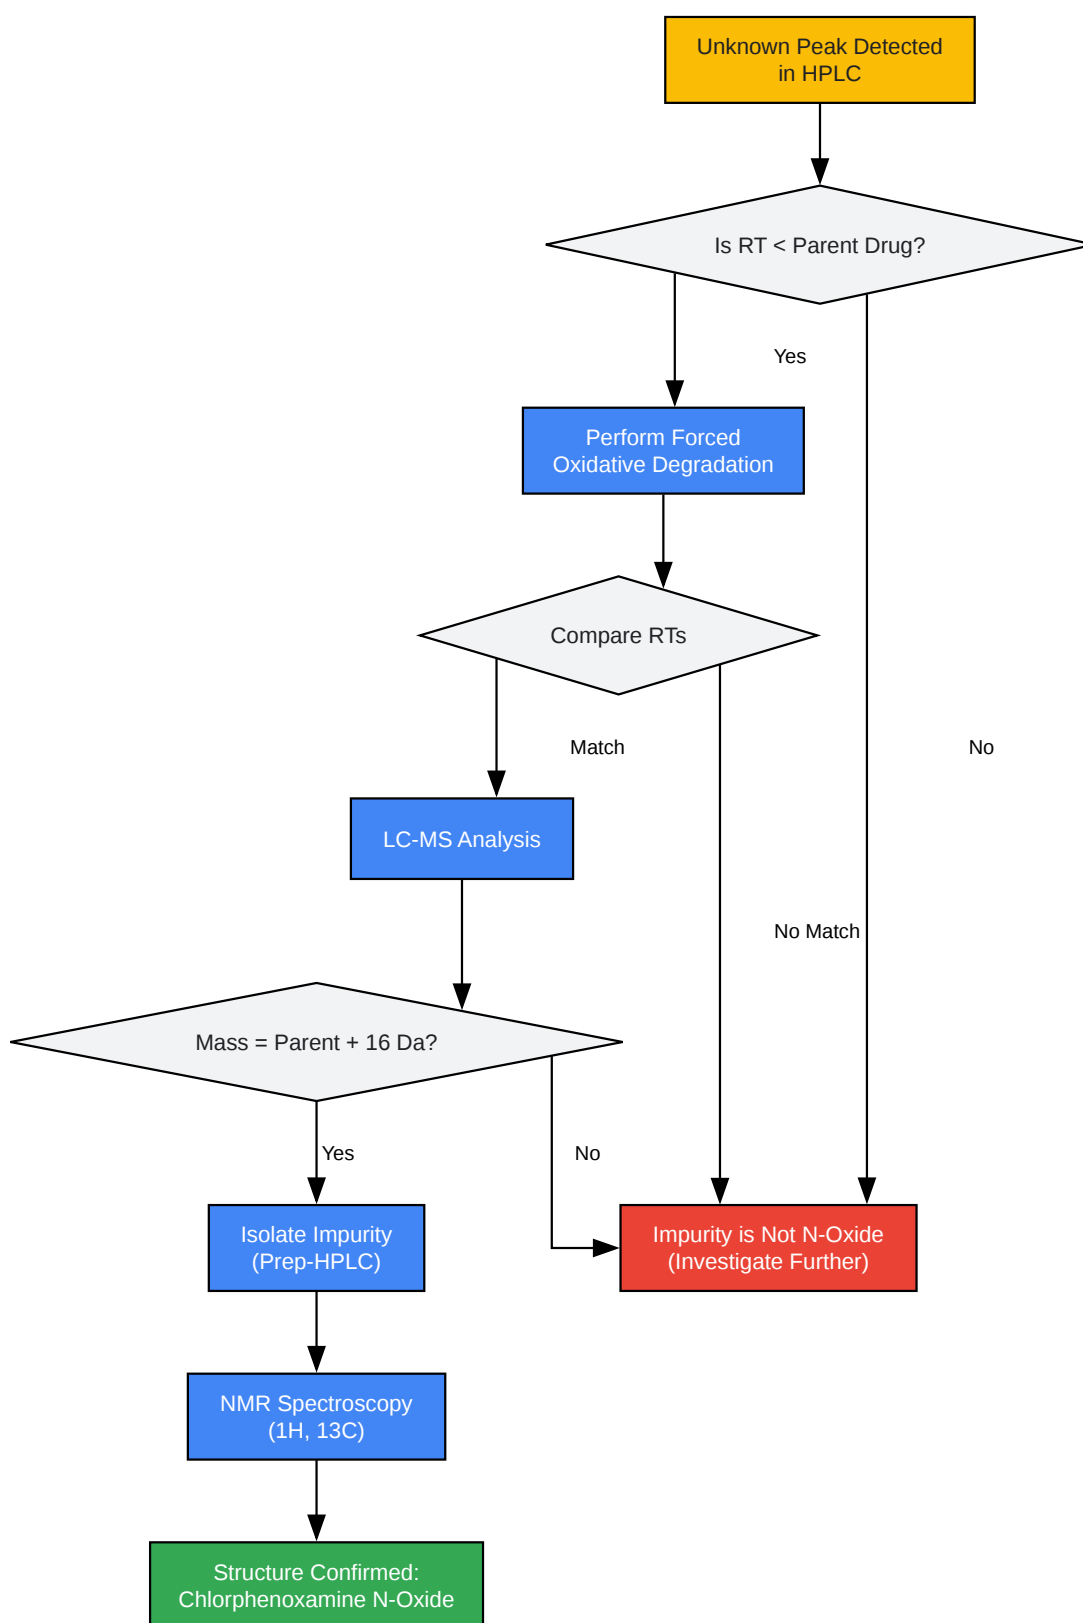 Unknown Peak Detected
in HPLC
Is RT < Parent Drug?
Yes
Perform Forced
Oxidative Degradation
Compare RTs
Match
No
LC-MS Analysis
No Match
Mass = Parent + 16 Da?
Yes
No
Isolate Impurity
(Prep-HPLC)
Impurity is Not N-Oxide
(Investigate Further)
NMR Spectroscopy
(1H, 13C)
Structure Confirmed:
Chlorphenoxamine N-Oxide